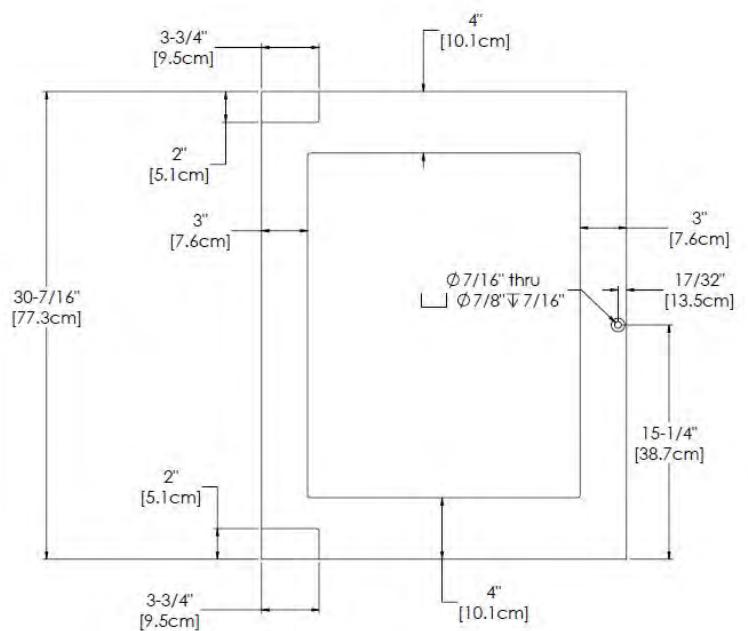 4"
[10.1cm]
3-3/4"
[9.5cm]
2"
[5.1cm]
3"
[7.6cm]
3"
[7.6cm]
30-7/16"
[77.3cm]
∅ 7/16" thru
⌴ ∅ 7/8" ↧ 7/16"
17/32"
[13.5cm]
15-1/4"
[38.7cm]
2"
[5.1cm]
3-3/4"
[9.5cm]
4"
[10.1cm]